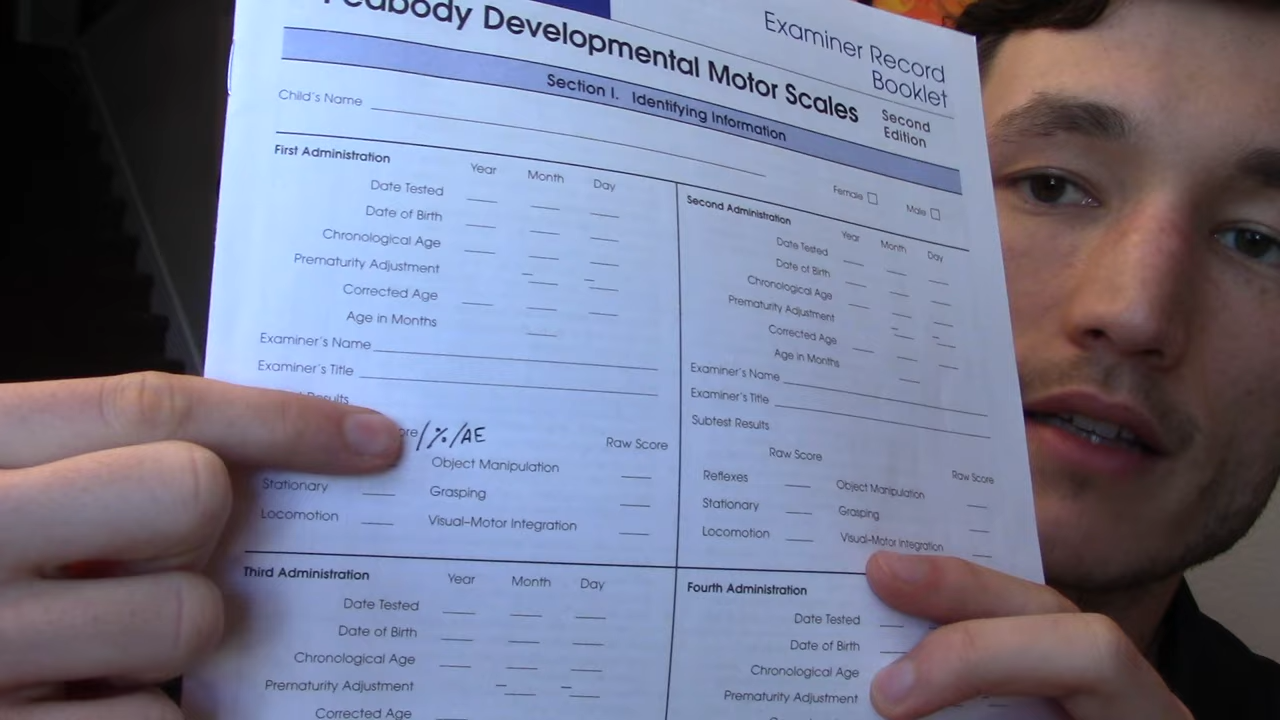 Peabody Developmental Motor Scales
Second
Edition
Examiner Record
Booklet
Section I. Identifying Information
Child's Name
Female
Male
First Administration
Year Month Day
Date Tested
Date of Birth
Chronological Age
Prematurity Adjustment
Corrected Age
Age in Months
Examiner's Name
Examiner's Title
Results
/%/AE
Raw Score
Object Manipulation
Stationary
Grasping
Locomotion
Visual–Motor Integration
Second Administration
Year Month Day
Date Tested
Date of Birth
Chronological Age
Prematurity Adjustment
Corrected Age
Age in Months
Examiner's Name
Examiner's Title
Subtest Results
Raw Score
Raw Score
Reflexes
Object Manipulation
Stationary
Grasping
Locomotion
Visual–Motor Integration
Third Administration
Year Month Day
Date Tested
Date of Birth
Chronological Age
Prematurity Adjustment
Corrected Age
Fourth Administration
Date Tested
Date of Birth
Chronological Age
Prematurity Adjustment